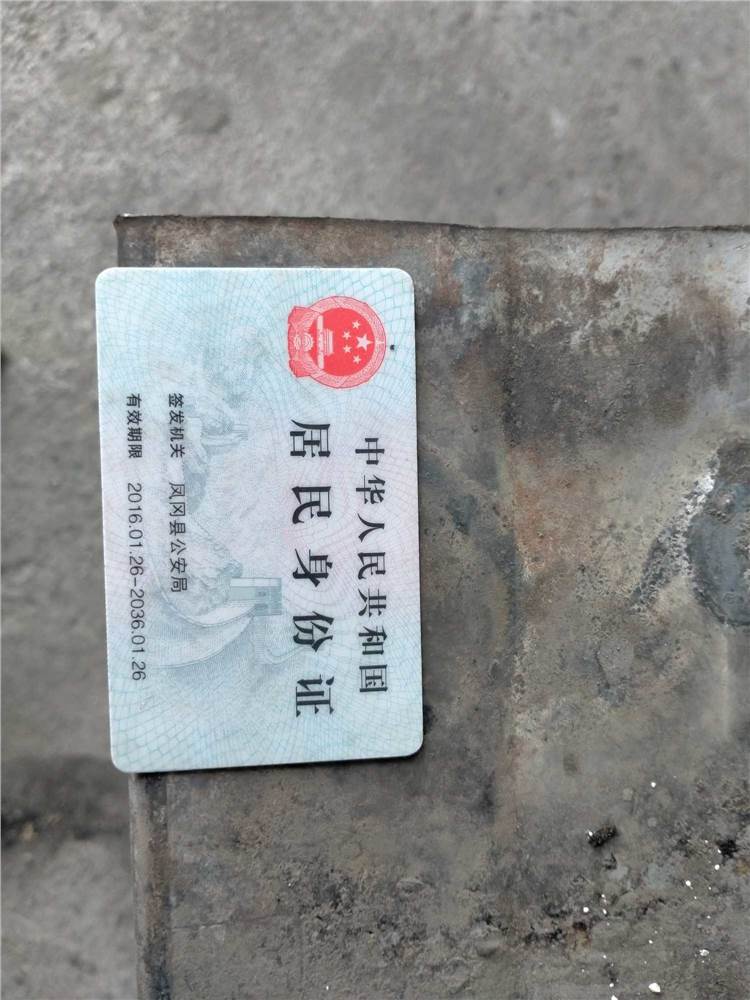 中华人民共和国
居民身份证
签发机关 凤冈县公安局
有效期限 2016.01.26-2036.01.26